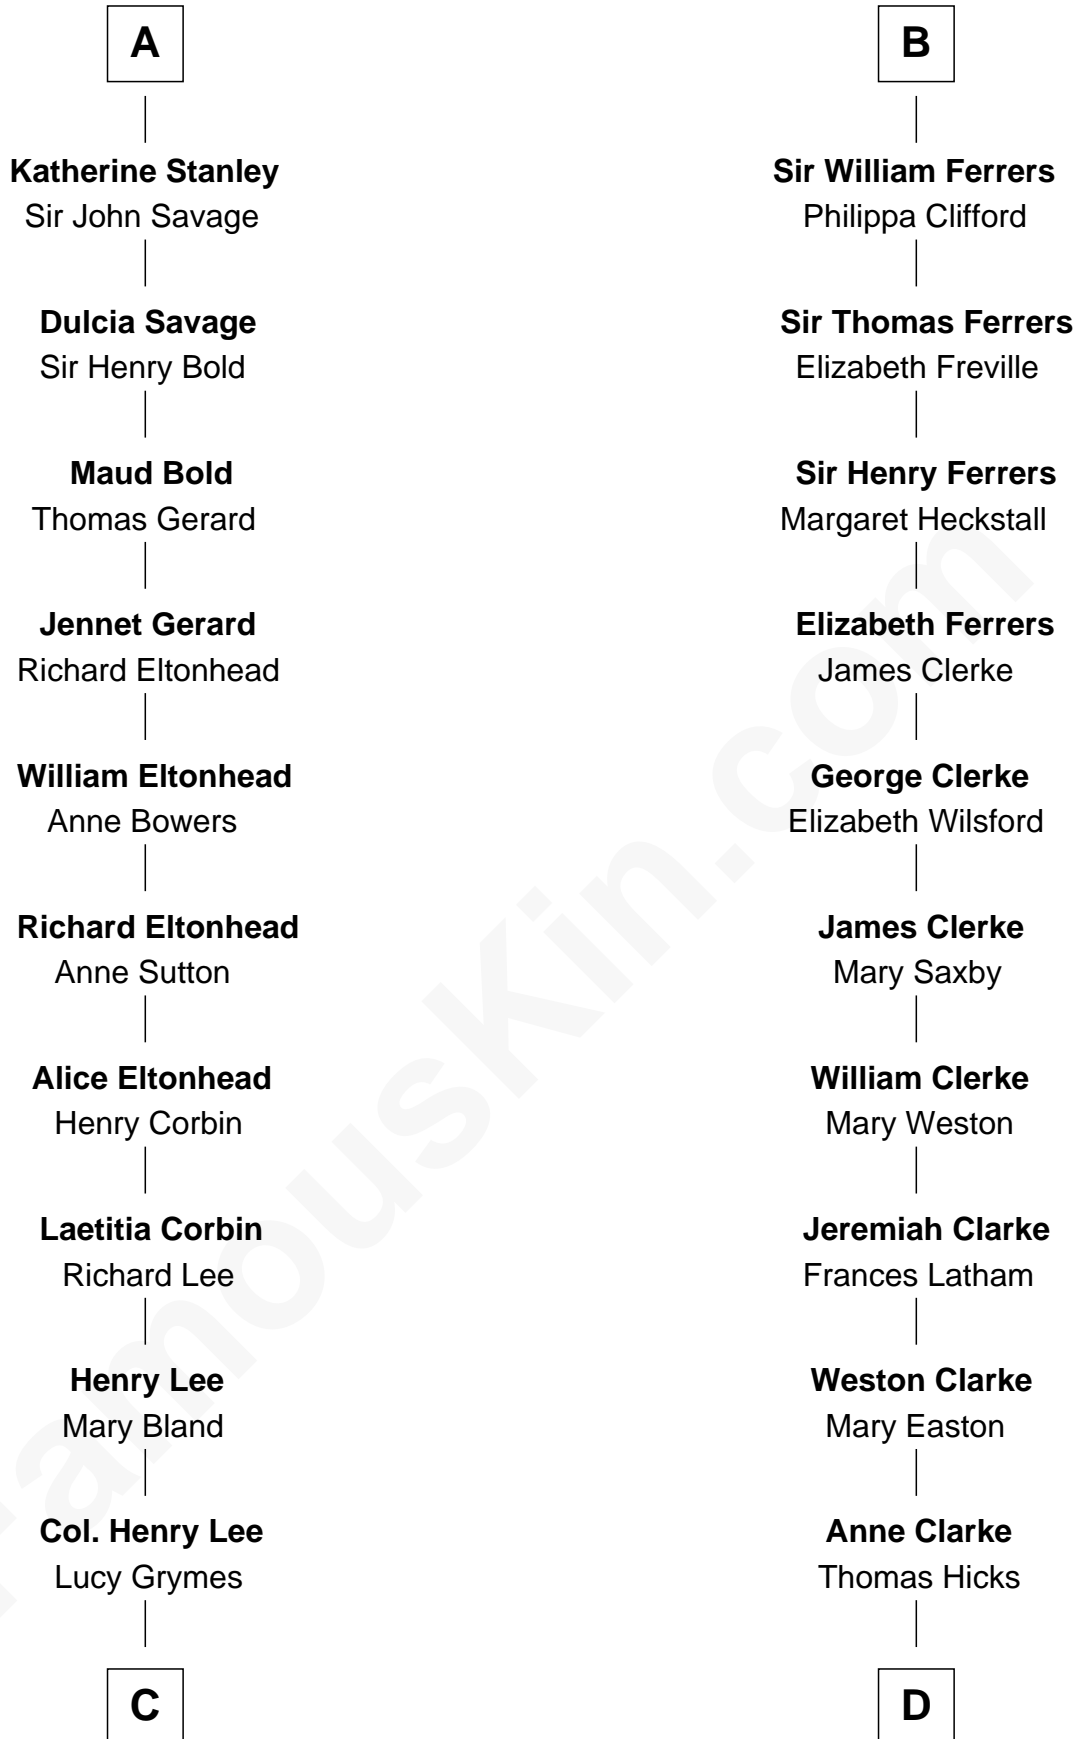 A
Katherine Stanley
Sir John Savage
Dulcia Savage
Sir Henry Bold
Maud Bold
Thomas Gerard
Jennet Gerard
Richard Eltonhead
William Eltonhead
Anne Bowers
Richard Eltonhead
Anne Sutton
Alice Eltonhead
Henry Corbin
Laetitia Corbin
Richard Lee
Henry Lee
Mary Bland
Col. Henry Lee
Lucy Grymes
C
B
Sir William Ferrers
Philippa Clifford
Sir Thomas Ferrers
Elizabeth Freville
Sir Henry Ferrers
Margaret Heckstall
Elizabeth Ferrers
James Clerke
George Clerke
Elizabeth Wilsford
James Clerke
Mary Saxby
William Clerke
Mary Weston
Jeremiah Clarke
Frances Latham
Weston Clarke
Mary Easton
Anne Clarke
Thomas Hicks
D
FamousKin.com